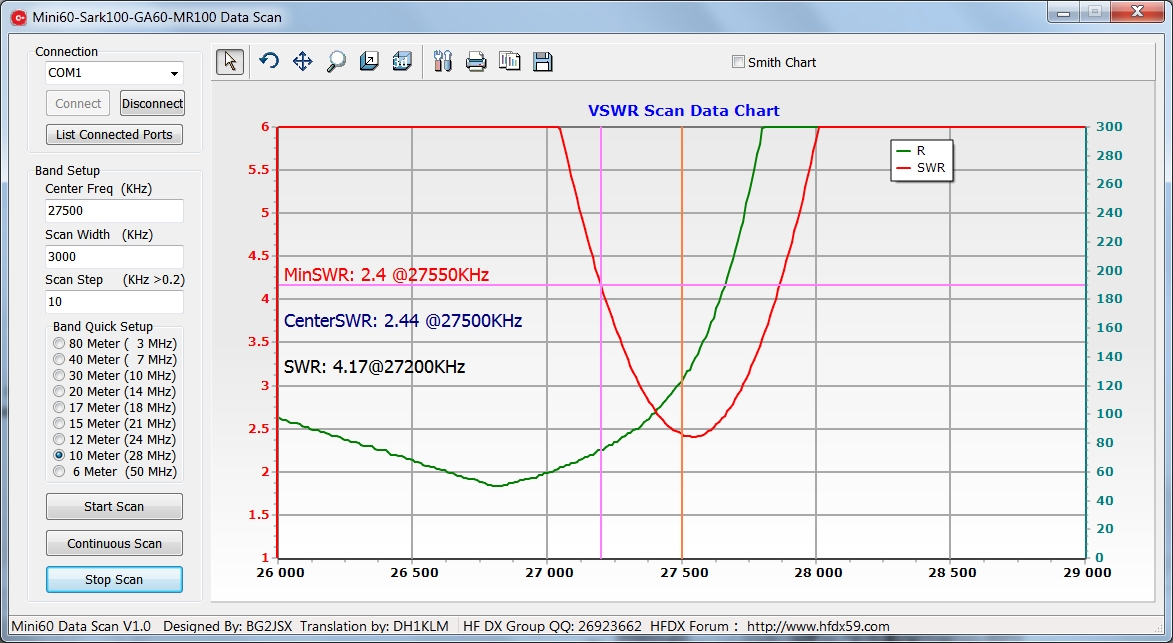 Mini60-Sark100-GA60-MR100 Data Scan
Connection
COM1
Connect Disconnect
List Connected Ports
Band Setup
Center Freq (KHz)
27500
Scan Width (KHz)
3000
Scan Step (KHz >0.2)
10
Band Quick Setup
80 Meter ( 3 MHz)
40 Meter ( 7 MHz)
30 Meter (10 MHz)
20 Meter (14 MHz)
17 Meter (18 MHz)
15 Meter (21 MHz)
12 Meter (24 MHz)
10 Meter (28 MHz)
6 Meter (50 MHz)
Start Scan
Continuous Scan
Stop Scan
3d
Smith Chart
VSWR Scan Data Chart
6
5.5
5
4.5
4
3.5
3
2.5
2
1.5
1
MinSWR: 2.4 @27550KHz
CenterSWR: 2.44 @27500KHz
SWR: 4.17@27200KHz
R
SWR
300
280
260
240
220
200
180
160
140
120
100
80
60
40
20
0
26 000 26 500 27 000 27 500 28 000 28 500 29 000
Mini60 Data Scan V1.0 Designed By: BG2JSX Translation by: DH1KLM HF DX Group QQ: 26923662 HFDX Forum： http://www.hfdx59.com